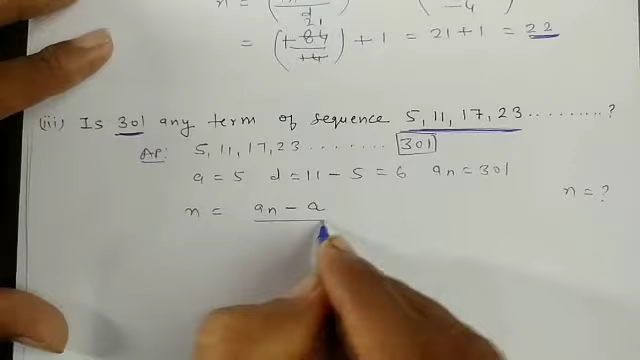 = (+84/+4) + 1 = 21 + 1 = 22
(iii) Is 301 any term of sequence 5, 11, 17, 23 .........?
AP: 5, 11, 17, 23 ........ 301
a = 5 d = 11 - 5 = 6 an = 301
n = ?
n = an - a